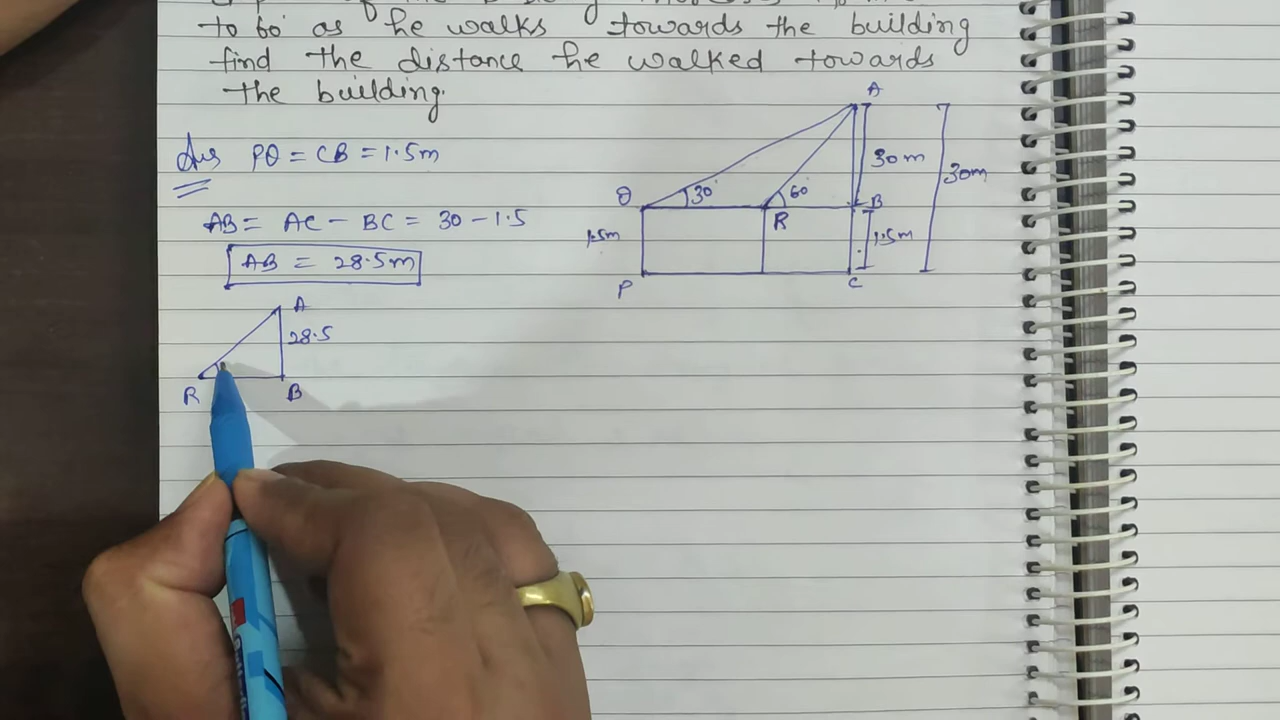 to 60° as he walks towards the building
find the distance he walked towards
the building.
Ans PQ = CB = 1.5m
AB = AC - BC = 30 - 1.5
AB = 28.5m
A
28.5
R B
A
30m
30m
Q 30° 60° B
R
1.5m 1.5m
P C